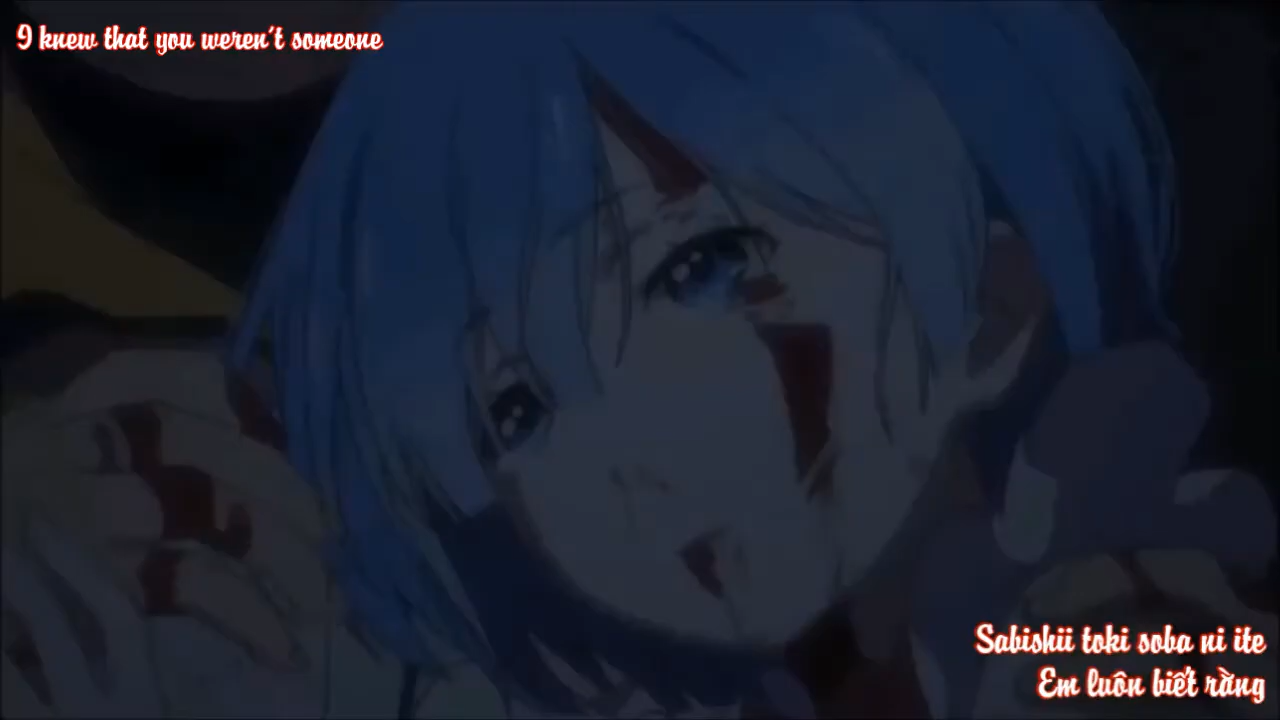 I knew that you weren't someone
Sabishii toki soba ni ite
Em luôn biết rằng